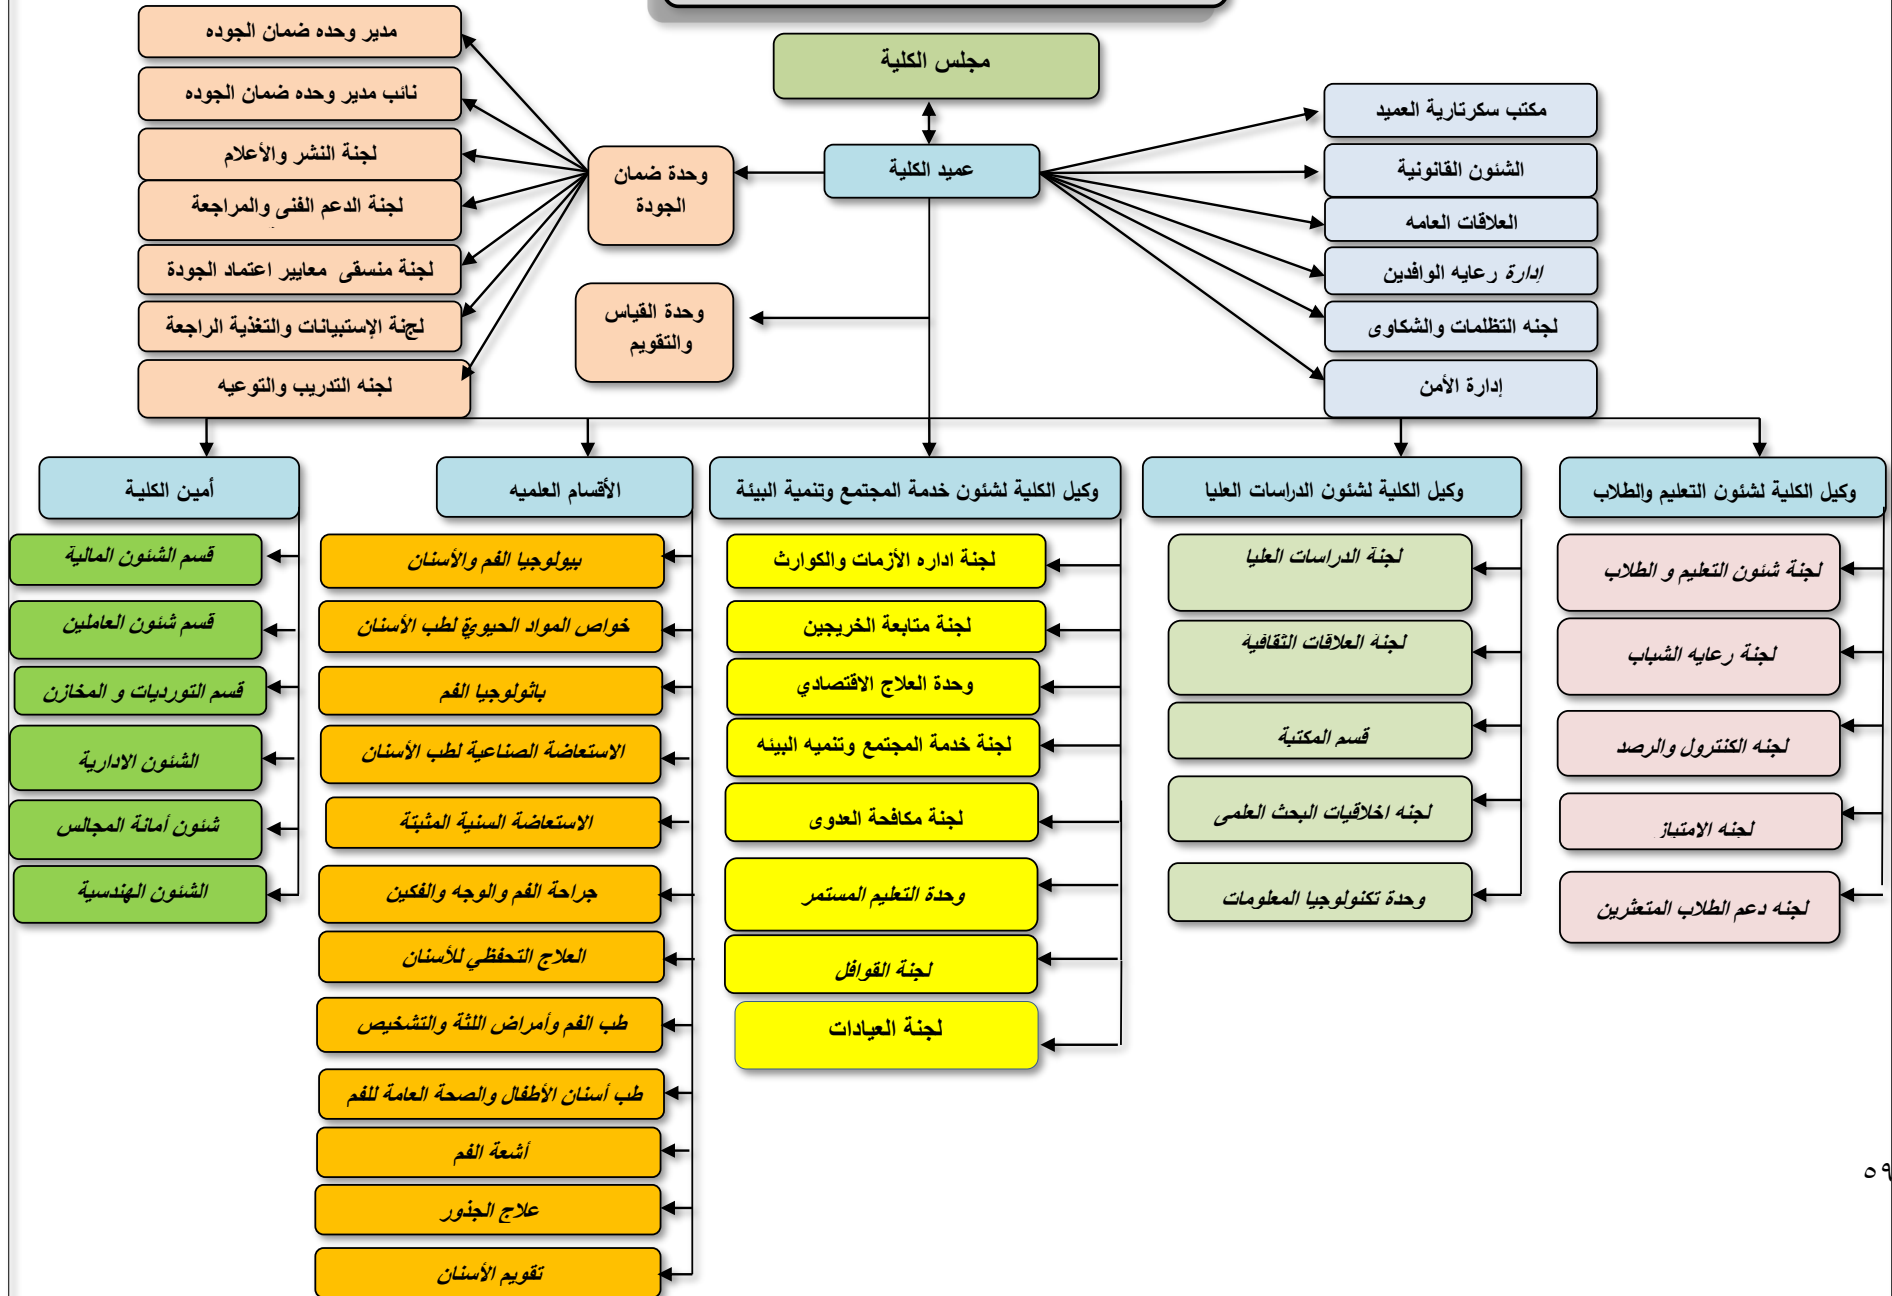 مجلس الكلية
عميد الكلية
مكتب سكرتارية العميد
الشئون القانونية
العلاقات العامه
إدارة رعايه الوافدين
لجنه التظلمات والشكاوى
إدارة الأمن
وحدة ضمان
الجودة
وحدة القياس
والتقويم
مدير وحده ضمان الجوده
نائب مدير وحده ضمان الجوده
لجنة النشر والأعلام
لجنة الدعم الفنى والمراجعة
لجنة منسقى معايير اعتماد الجودة
لجنة الإستبيانات والتغذية الراجعة
لجنه التدريب والتوعيه
وكيل الكلية لشئون التعليم والطلاب
لجنة شئون التعليم و الطلاب
لجنة رعايه الشباب
لجنه الكنترول والرصد
لجنه الامتياز
لجنه دعم الطلاب المتعثرين
وكيل الكلية لشئون الدراسات العليا
لجنة الدراسات العليا
لجنة العلاقات الثقافية
قسم المكتبة
لجنه اخلاقيات البحث العلمى
وحدة تكنولوجيا المعلومات
وكيل الكلية لشئون خدمة المجتمع وتنمية البيئة
لجنة اداره الأزمات والكوارث
لجنة متابعة الخريجين
وحدة العلاج الاقتصادي
لجنة خدمة المجتمع وتنميه البيئه
لجنة مكافحة العدوى
وحدة التعليم المستمر
لجنة القوافل
لجنة العيادات
الأقسام العلميه
بيولوجيا الفم والأسنان
خواص المواد الحيوية لطب الأسنان
باثولوجيا الفم
الاستعاضة الصناعية لطب الأسنان
الاستعاضة السنية المثبتة
جراحة الفم والوجه والفكين
العلاج التحفظي للأسنان
طب الفم وأمراض اللثة والتشخيص
طب أسنان الأطفال والصحة العامة للفم
أشعة الفم
علاج الجذور
تقويم الأسنان
أمين الكلية
قسم الشئون المالية
قسم شئون العاملين
قسم التورديات و المخازن
الشئون الادارية
شئون أمانة المجالس
الشئون الهندسية
٥٩